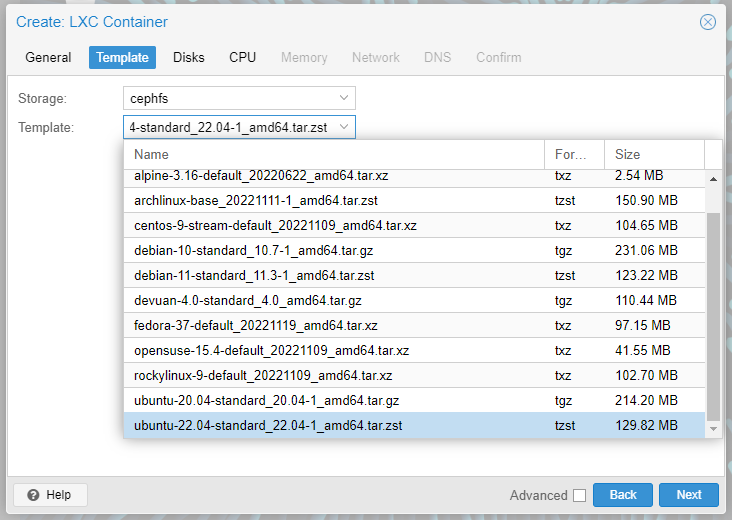 Create: LXC Container
General Template Disks CPU Memory Network DNS Confirm
Storage: cephfs
Template: 4-standard_22.04-1_amd64.tar.zst
Name For... Size
alpine-3.16-default_20220622_amd64.tar.xz txz 2.54 MB
archlinux-base_20221111-1_amd64.tar.zst tzst 150.90 MB
centos-9-stream-default_20221109_amd64.tar.xz txz 104.65 MB
debian-10-standard_10.7-1_amd64.tar.gz tgz 231.06 MB
debian-11-standard_11.3-1_amd64.tar.zst tzst 123.22 MB
devuan-4.0-standard_4.0_amd64.tar.gz tgz 110.44 MB
fedora-37-default_20221119_amd64.tar.xz txz 97.15 MB
opensuse-15.4-default_20221109_amd64.tar.xz txz 41.55 MB
rockylinux-9-default_20221109_amd64.tar.xz txz 102.70 MB
ubuntu-20.04-standard_20.04-1_amd64.tar.gz tgz 214.20 MB
ubuntu-22.04-standard_22.04-1_amd64.tar.zst tzst 129.82 MB
Help Advanced Back Next